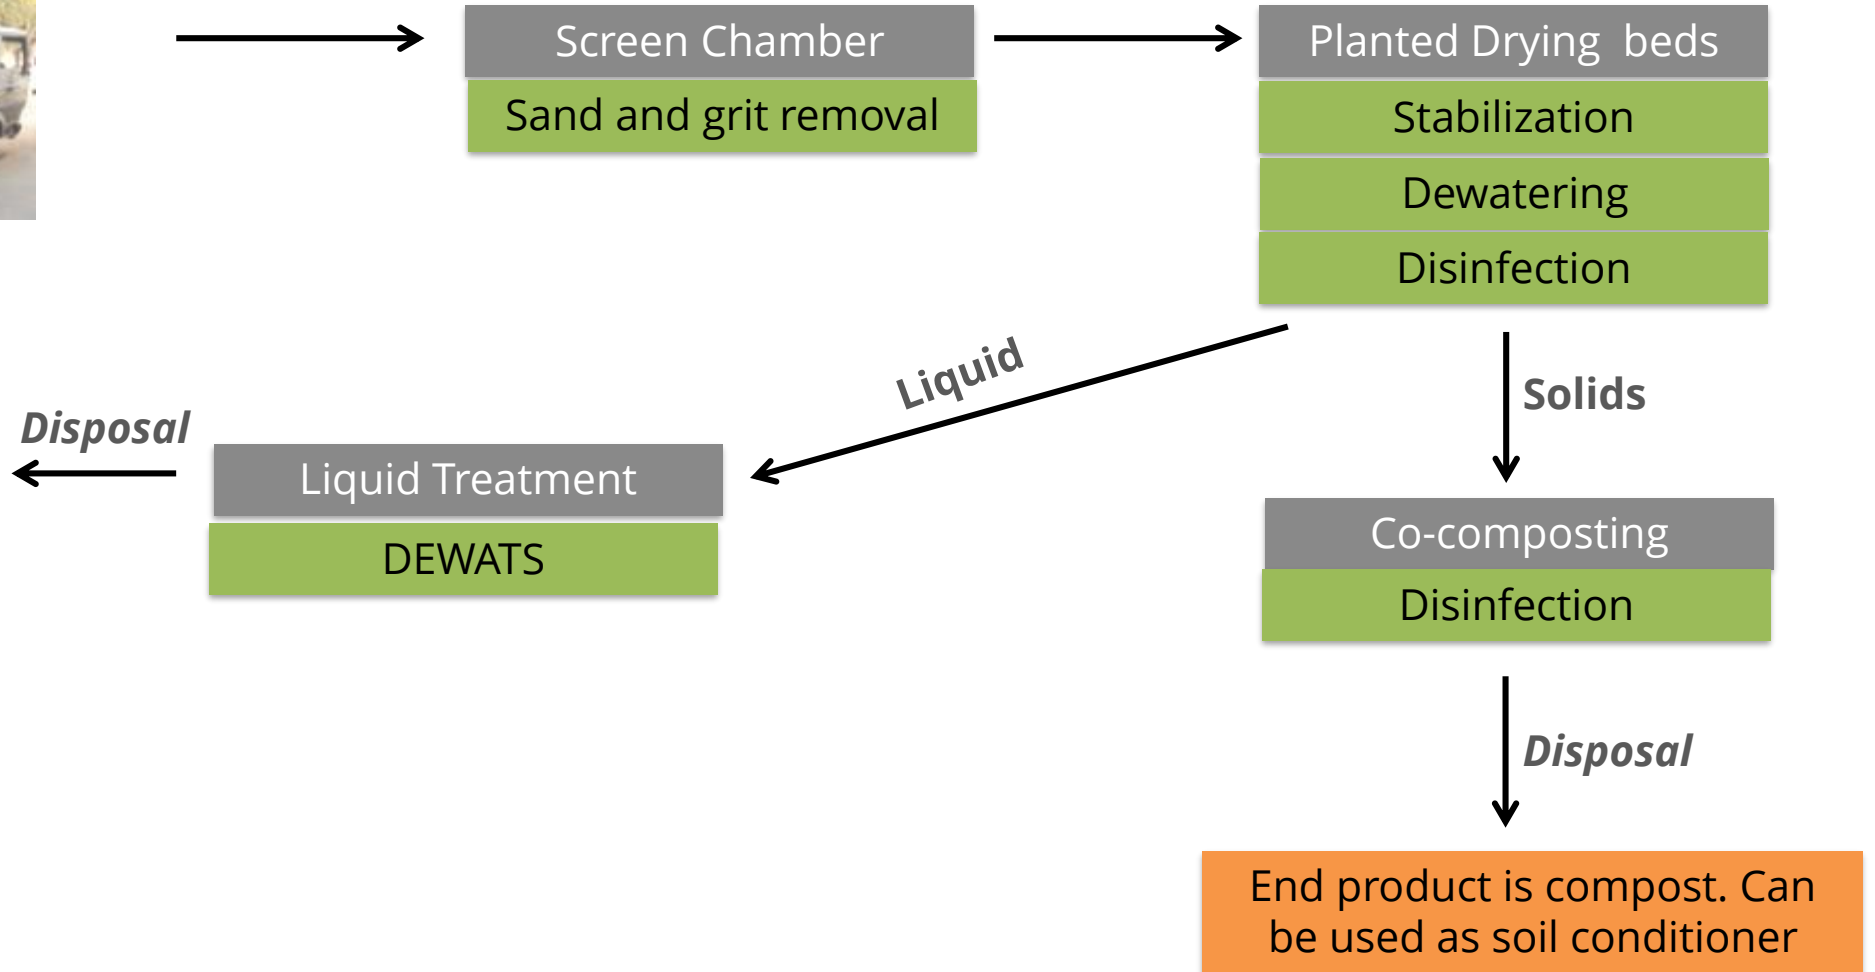 Screen Chamber
Sand and grit removal
Planted Drying  beds
Stabilization
Dewatering
Disinfection
Liquid
Solids
Disposal
Liquid Treatment
DEWATS
Co-composting
Disinfection
Disposal
End product is compost. Can
be used as soil conditioner